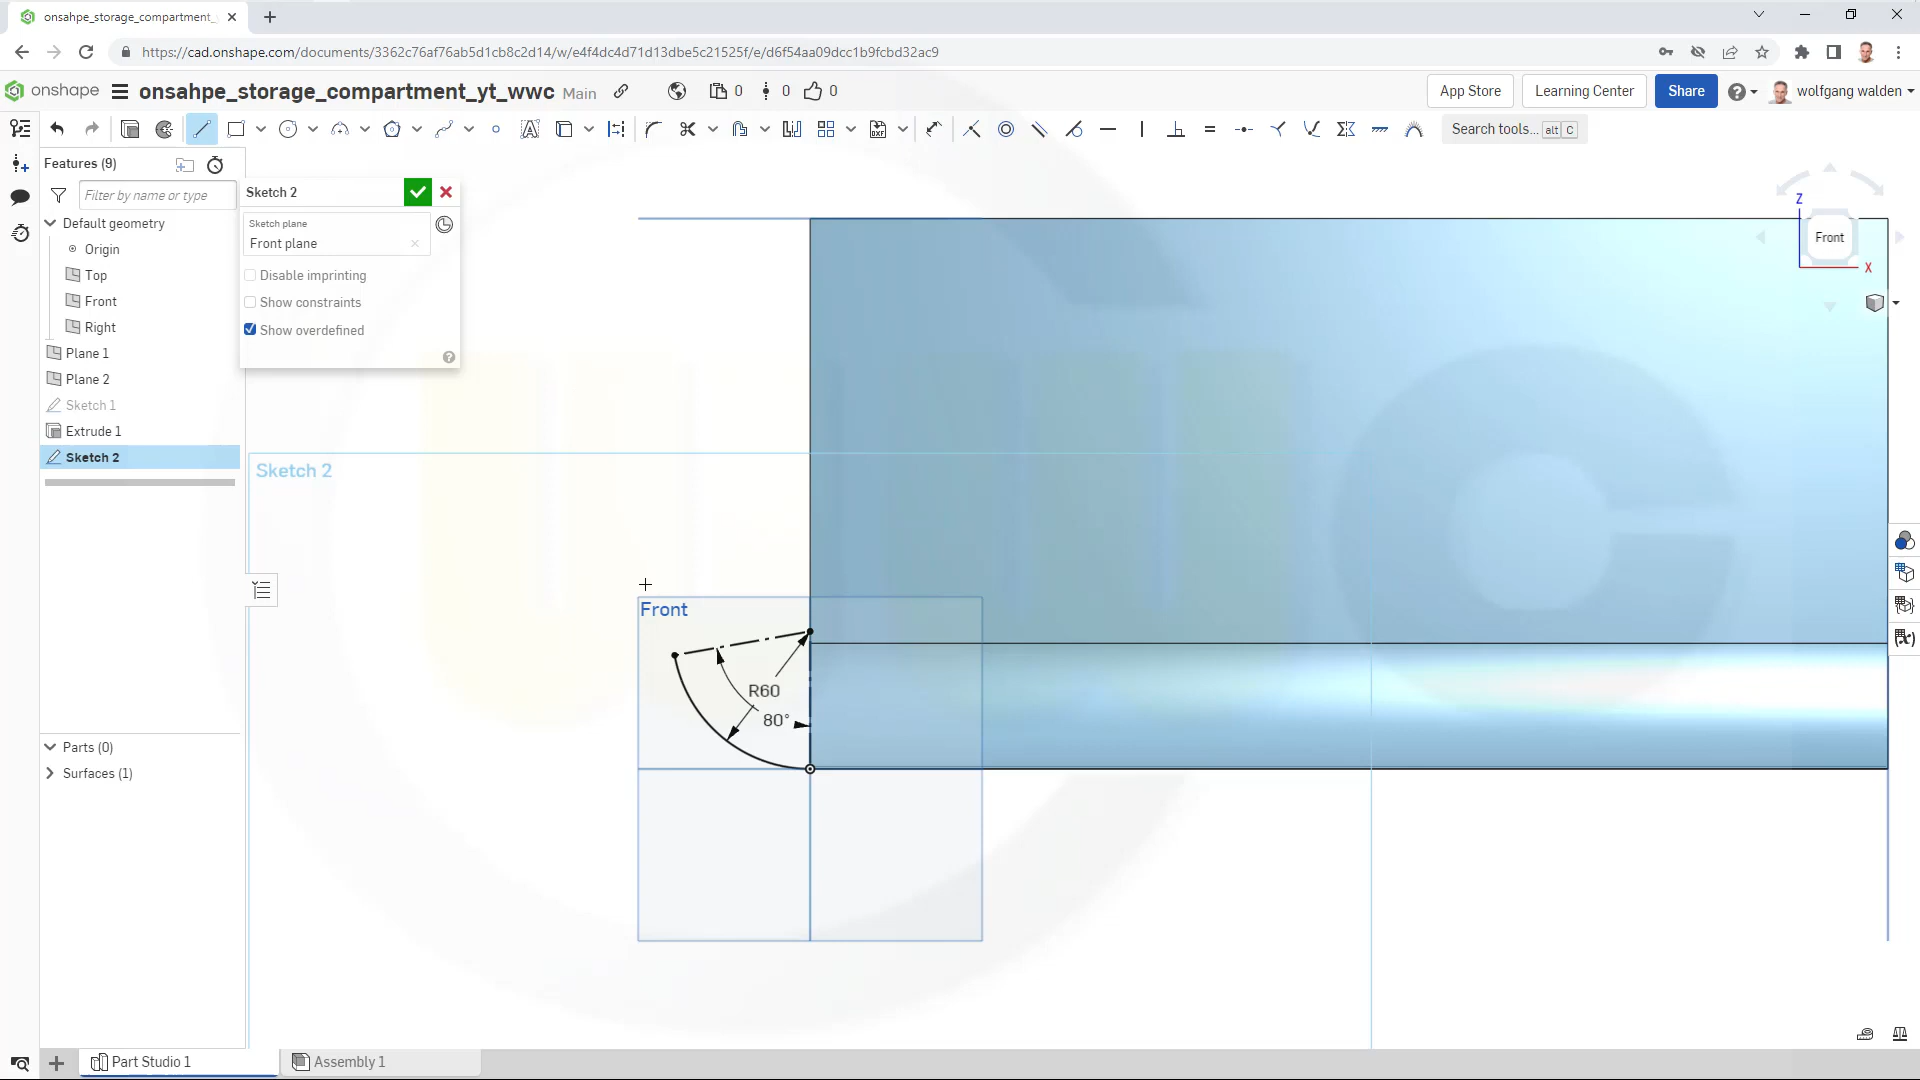 onsahpe_storage_compartment_
https://cad.onshape.com/documents/3362c76af76ab5d1cb8c2d14/w/e4f4dc4d71d13dbe5c21525f/e/d6f54aa09dcc1b9fcbd32ac9
onshape onsahpe_storage_compartment_yt_wwc Main 0 0 0 App Store Learning Center Share wolfgang walden
Search tools... alt C
Features (9)
Filter by name or type
Default geometry
Origin
Top
Front
Right
Plane 1
Plane 2
Sketch 1
Extrude 1
Sketch 2
Parts (0)
Surfaces (1)
Sketch 2
Sketch plane
Front plane
Disable imprinting
Show constraints
Show overdefined
Sketch 2
Front
R60
80°
Z
Front
X
Part Studio 1
Assembly 1